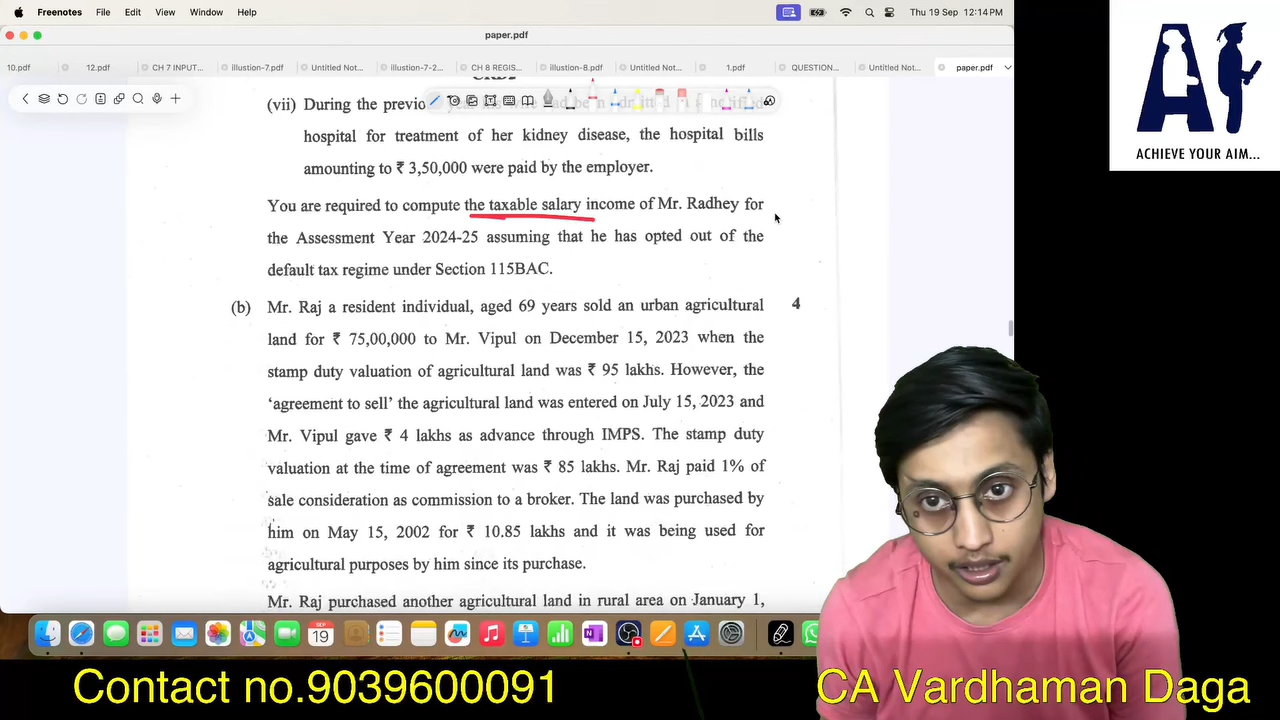 Freenotes File Edit View Window Help Thu 19 Sep 12:14 PM
paper.pdf
10.pdf 12.pdf CH 7 INPUT... illustion-7.pdf Untitled Not... illustion-7-2... CH 8 REGIS... illustion-8.pdf Untitled Not... 1.pdf QUESTION... Untitled Not... paper.pdf
(vii) During the
hospital for treatment of her kidney disease, the hospital bills
amounting to ₹ 3,50,000 were paid by the employer.
You are required to compute the taxable salary income of Mr. Radhey for
the Assessment Year 2024-25 assuming that he has opted out of the
default tax regime under Section 115BAC.
(b) Mr. Raj a resident individual, aged 69 years sold an urban agricultural 4
land for ₹ 75,00,000 to Mr. Vipul on December 15, 2023 when the
stamp duty valuation of agricultural land was ₹ 95 lakhs. However, the
‘agreement to sell’ the agricultural land was entered on July 15, 2023 and
Mr. Vipul gave ₹ 4 lakhs as advance through IMPS. The stamp duty
valuation at the time of agreement was ₹ 85 lakhs. Mr. Raj paid 1% of
sale consideration as commission to a broker. The land was purchased by
him on May 15, 2002 for ₹ 10.85 lakhs and it was being used for
agricultural purposes by him since its purchase.
Mr. Raj purchased another agricultural land in rural area on January 1,
SEP
19
ACHIEVE YOUR AIM...
Contact no.9039600091
CA Vardhaman Daga